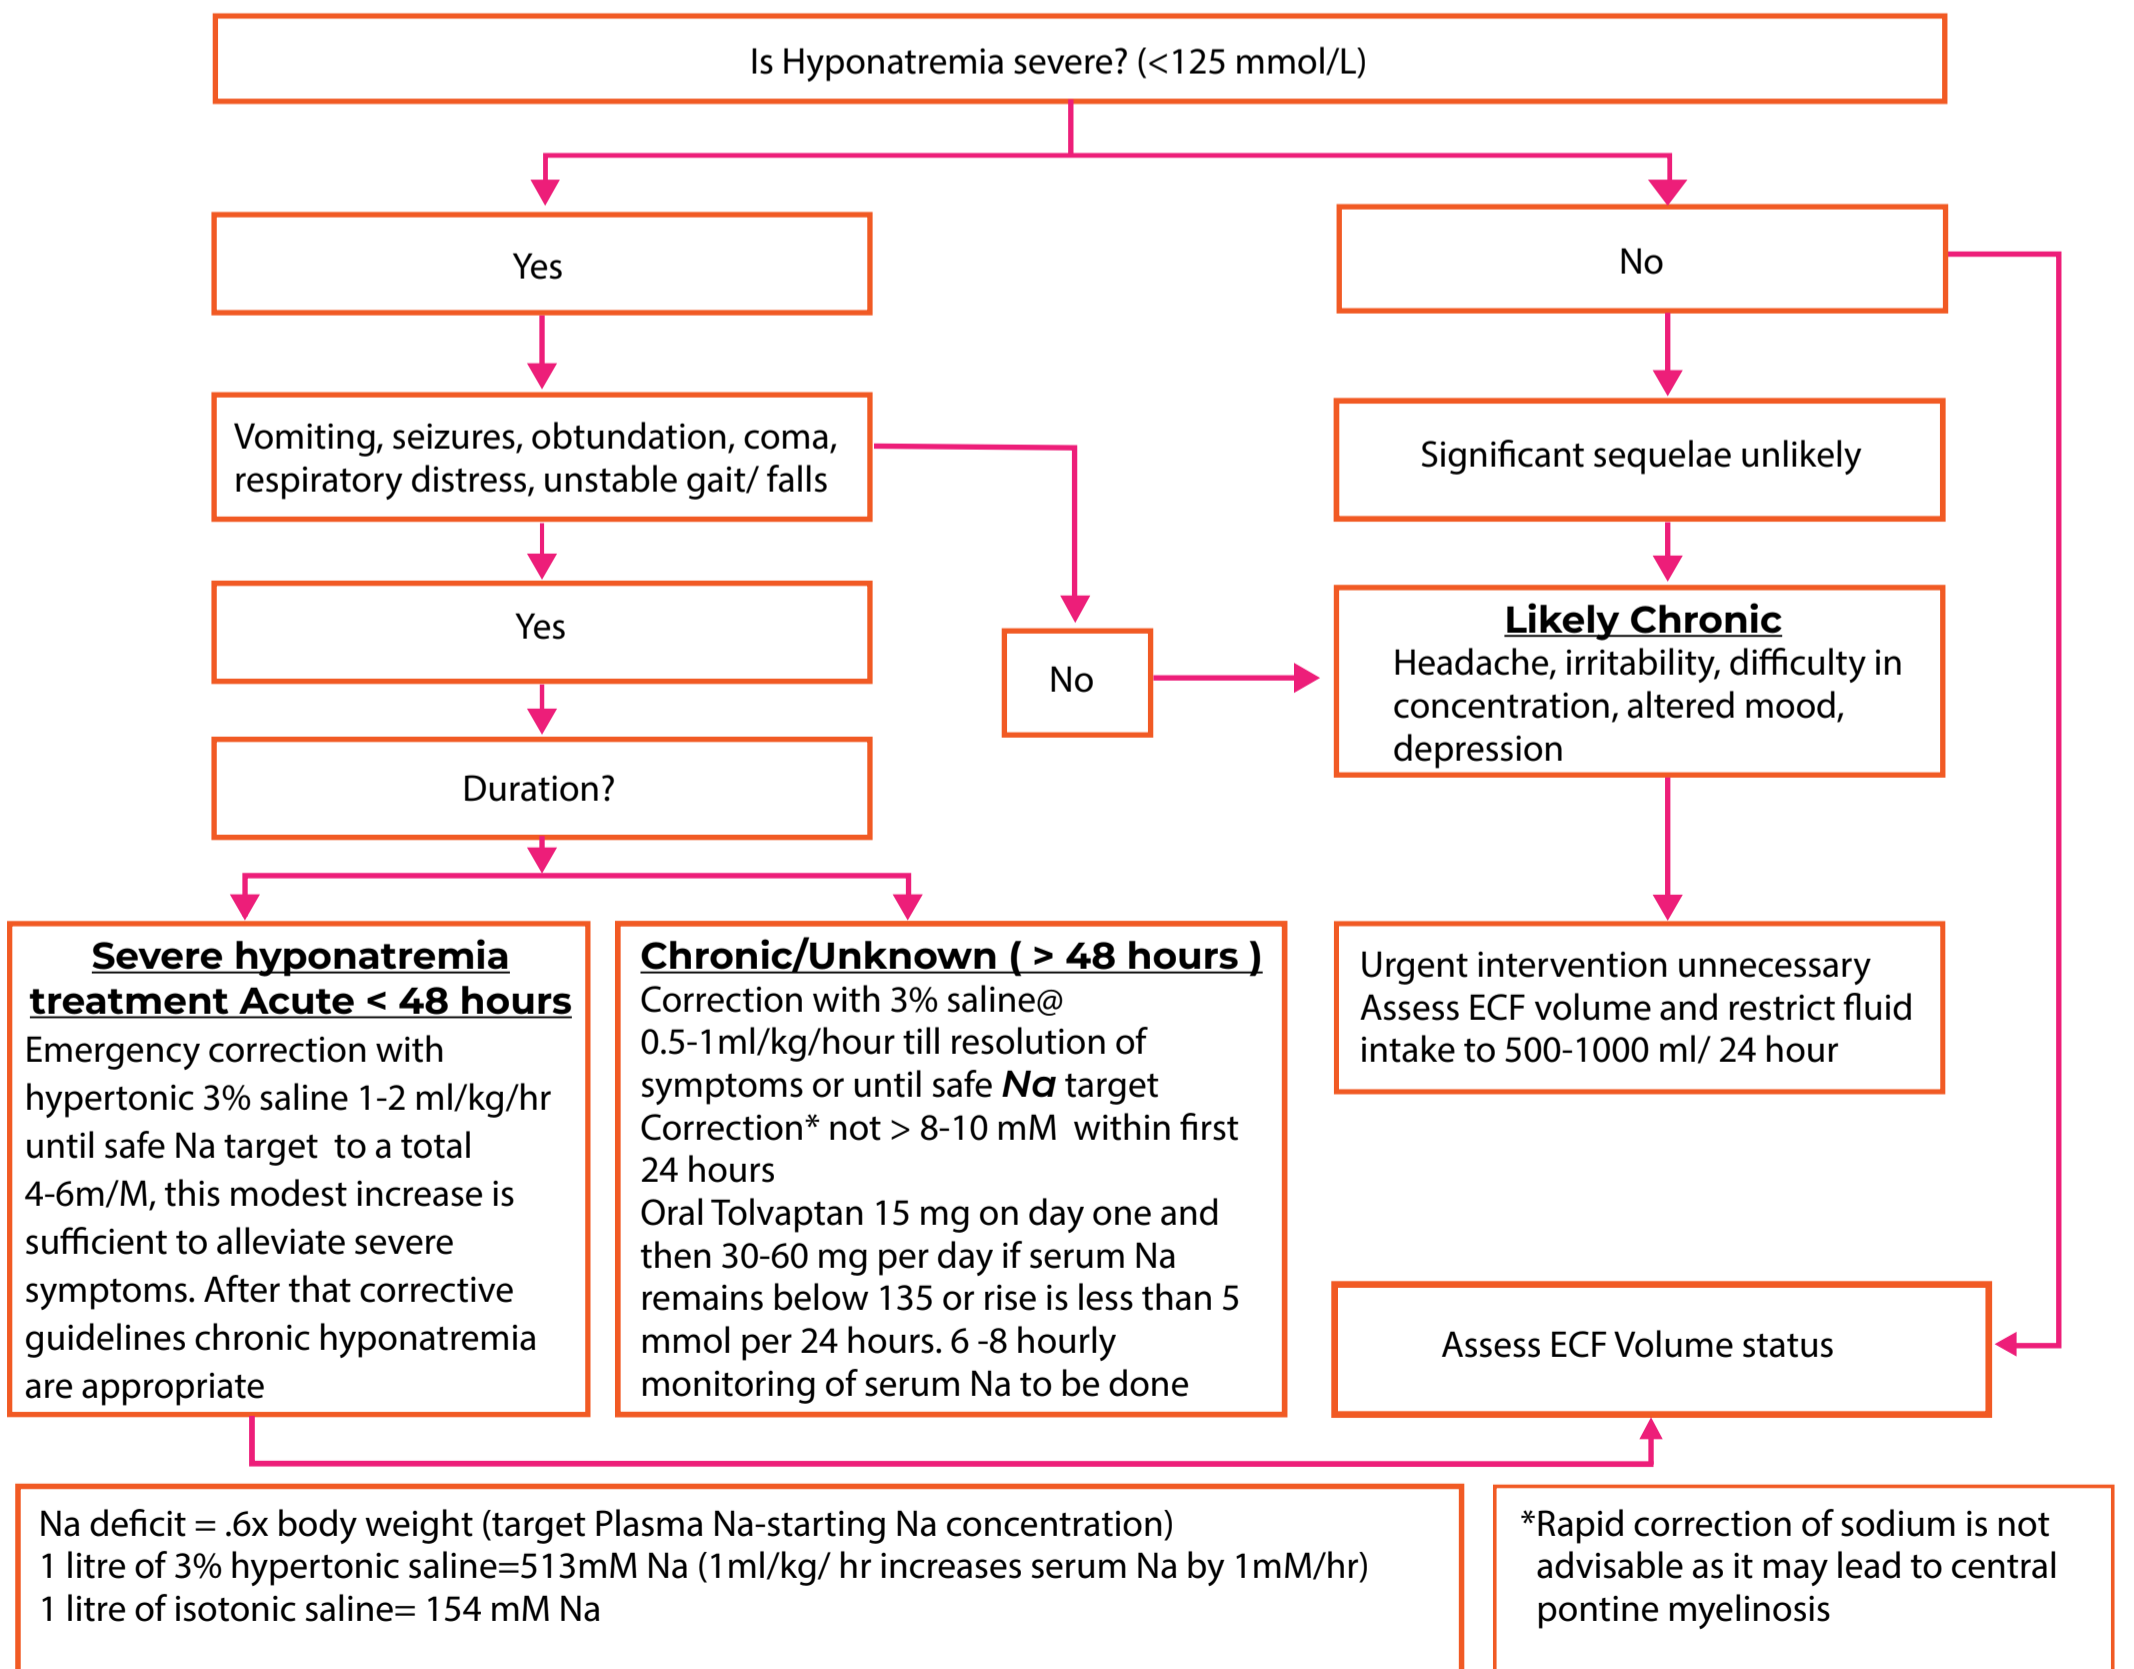 Is Hyponatremia severe? (<125 mmol/L)
Yes
No
Vomiting, seizures, obtundation, coma,
respiratory distress, unstable gait/ falls
Significant sequelae unlikely
Yes
No
Likely Chronic
Headache, irritability, difficulty in
concentration, altered mood,
depression
Duration?
Severe hyponatremia
treatment Acute < 48 hours
Emergency correction with
hypertonic 3% saline 1-2 ml/kg/hr
until safe Na target to a total
4-6m/M, this modest increase is
sufficient to alleviate severe
symptoms. After that corrective
guidelines chronic hyponatremia
are appropriate
Chronic/Unknown ( > 48 hours )
Correction with 3% saline@
0.5-1ml/kg/hour till resolution of
symptoms or until safe Na target
Correction* not > 8-10 mM within first
24 hours
Oral Tolvaptan 15 mg on day one and
then 30-60 mg per day if serum Na
remains below 135 or rise is less than 5
mmol per 24 hours. 6 -8 hourly
monitoring of serum Na to be done
Urgent intervention unnecessary
Assess ECF volume and restrict fluid
intake to 500-1000 ml/ 24 hour
Assess ECF Volume status
Na deficit = .6x body weight (target Plasma Na-starting Na concentration)
1 litre of 3% hypertonic saline=513mM Na (1ml/kg/ hr increases serum Na by 1mM/hr)
1 litre of isotonic saline= 154 mM Na
*Rapid correction of sodium is not
advisable as it may lead to central
pontine myelinosis